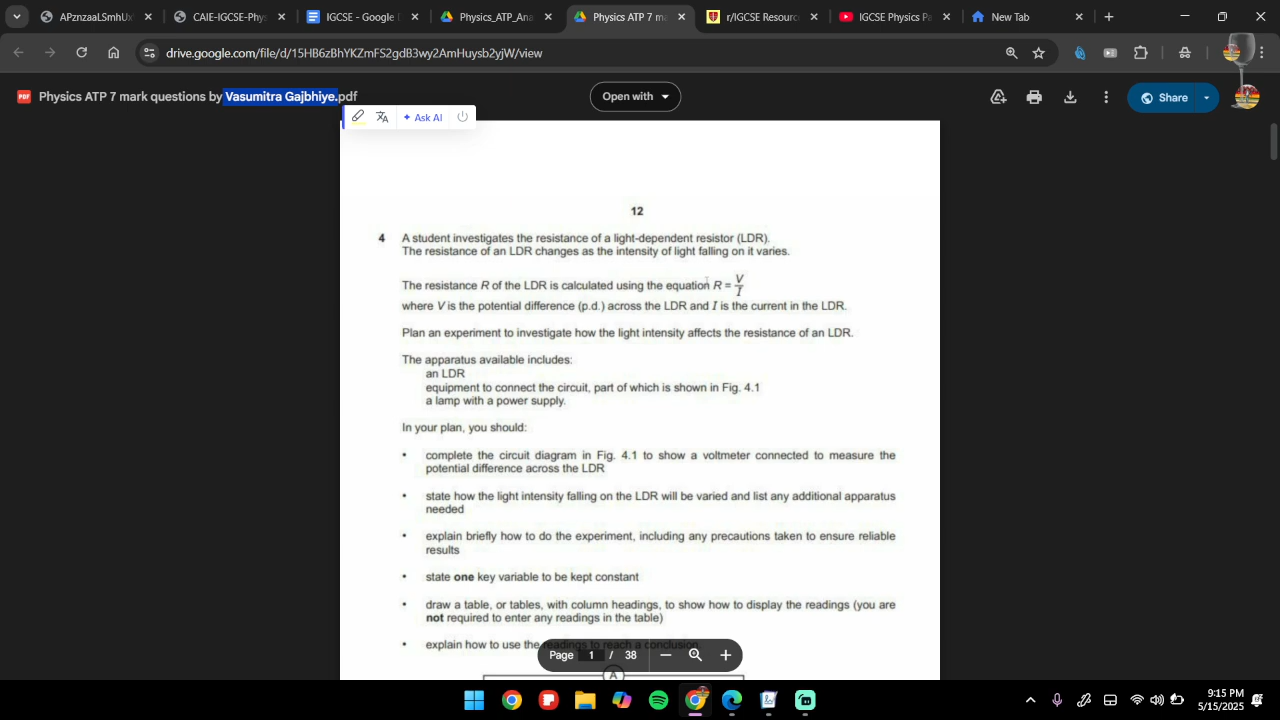 APznzaLSmhUx
CAIE-IGCSE-Phys
IGCSE - Google D
Physics_ATP_Ana
Physics ATP 7 ma
r/IGCSE Resourc
IGCSE Physics Pa
New Tab
drive.google.com/file/d/15HB6zBhYKZmFS2gdB3wy2AmHuysb2yjW/view
PDF Physics ATP 7 mark questions by Vasumitra Gajbhiye.pdf
Open with
Share
Ask AI
12
4 A student investigates the resistance of a light-dependent resistor (LDR).
The resistance of an LDR changes as the intensity of light falling on it varies.
The resistance R of the LDR is calculated using the equation R = V/I
where V is the potential difference (p.d.) across the LDR and I is the current in the LDR.
Plan an experiment to investigate how the light intensity affects the resistance of an LDR.
The apparatus available includes:
an LDR
equipment to connect the circuit, part of which is shown in Fig. 4.1
a lamp with a power supply.
In your plan, you should:
• complete the circuit diagram in Fig. 4.1 to show a voltmeter connected to measure the
potential difference across the LDR
• state how the light intensity falling on the LDR will be varied and list any additional apparatus
needed
• explain briefly how to do the experiment, including any precautions taken to ensure reliable
results
• state one key variable to be kept constant
• draw a table, or tables, with column headings, to show how to display the readings (you are
not required to enter any readings in the table)
• explain how to use the readings to reach a conclusion.
Page 1 / 38
A
9:15 PM
5/15/2025